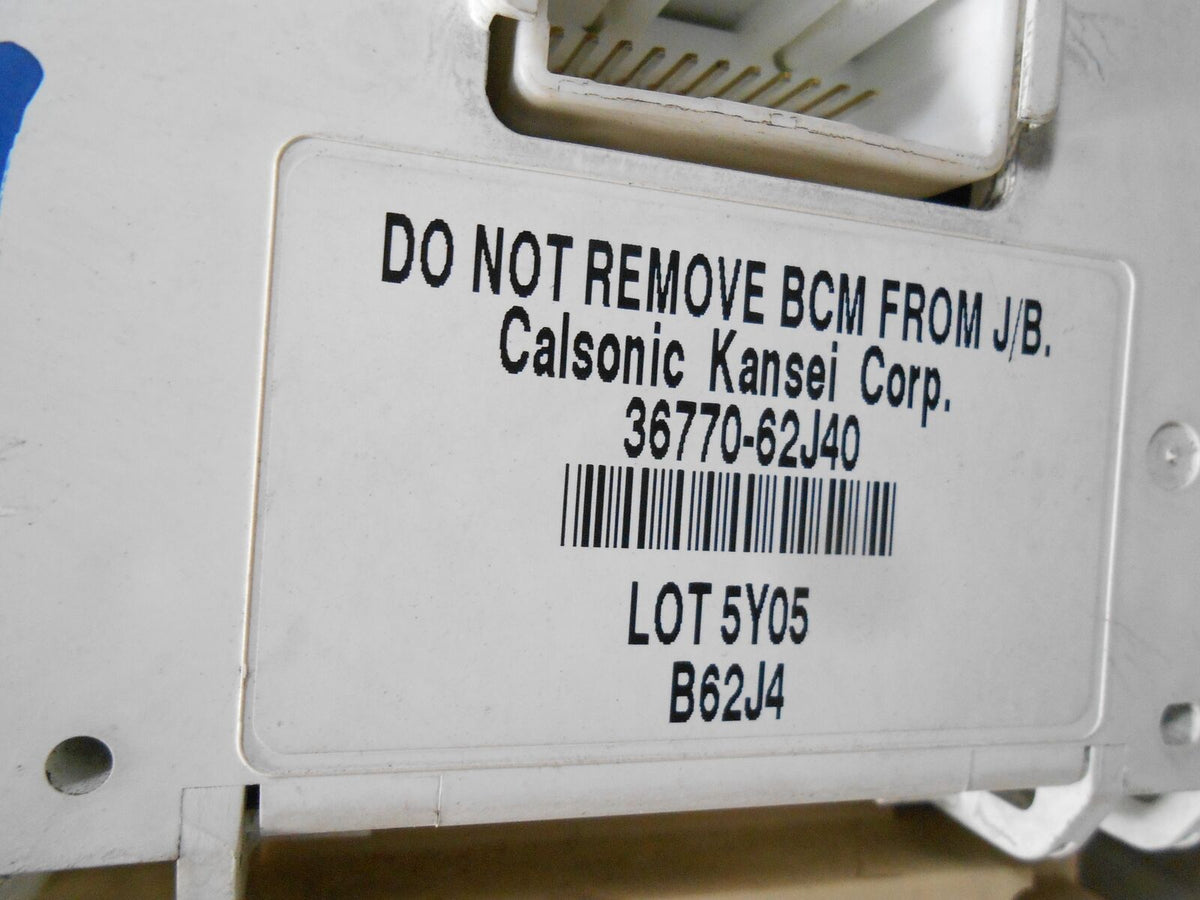 DO NOT REMOVE BCM FROM J/B.
Calsonic Kansei Corp.
36770-62J40
LOT 5Y05
B62J4